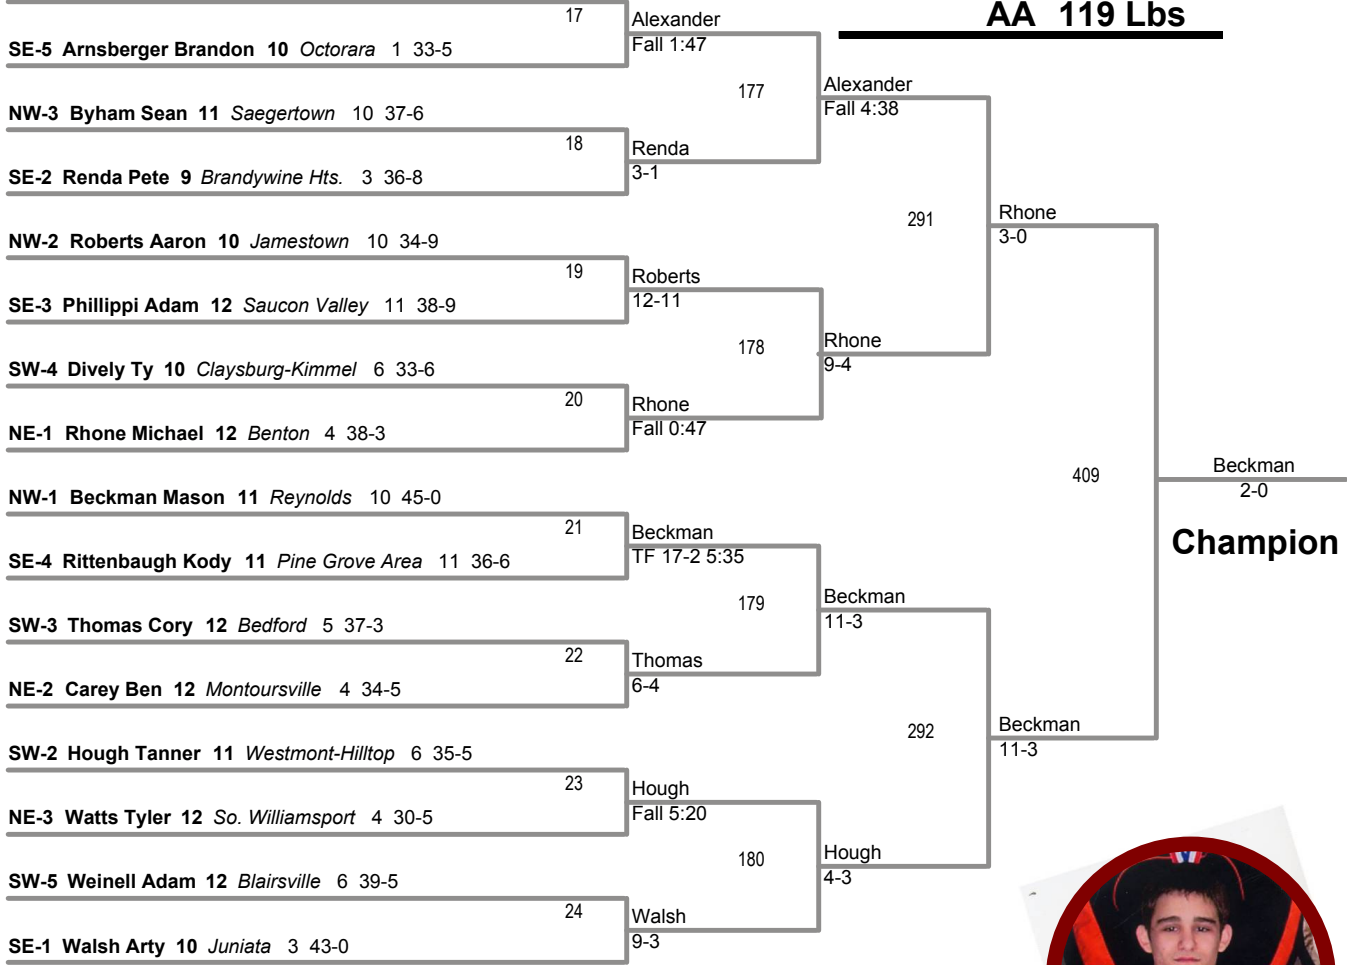 AA 119 Lbs
17
Alexander
SE-5 Arnsberger Brandon 10 Octorara 1 33-5
Fall 1:47
177
Alexander
Fall 4:38
NW-3 Byham Sean 11 Saegertown 10 37-6
18
Renda
3-1
SE-2 Renda Pete 9 Brandywine Hts. 3 36-8
291
Rhone
3-0
NW-2 Roberts Aaron 10 Jamestown 10 34-9
19
Roberts
12-11
SE-3 Phillippi Adam 12 Saucon Valley 11 38-9
178
Rhone
9-4
SW-4 Dively Ty 10 Claysburg-Kimmel 6 33-6
20
Rhone
Fall 0:47
NE-1 Rhone Michael 12 Benton 4 38-3
409
Beckman
2-0
Champion
NW-1 Beckman Mason 11 Reynolds 10 45-0
21
Beckman
TF 17-2 5:35
SE-4 Rittenbaugh Kody 11 Pine Grove Area 11 36-6
179
Beckman
11-3
SW-3 Thomas Cory 12 Bedford 5 37-3
22
Thomas
6-4
NE-2 Carey Ben 12 Montoursville 4 34-5
292
Beckman
11-3
SW-2 Hough Tanner 11 Westmont-Hilltop 6 35-5
23
Hough
Fall 5:20
NE-3 Watts Tyler 12 So. Williamsport 4 30-5
180
Hough
4-3
SW-5 Weinell Adam 12 Blairsville 6 39-5
24
Walsh
9-3
SE-1 Walsh Arty 10 Juniata 3 43-0